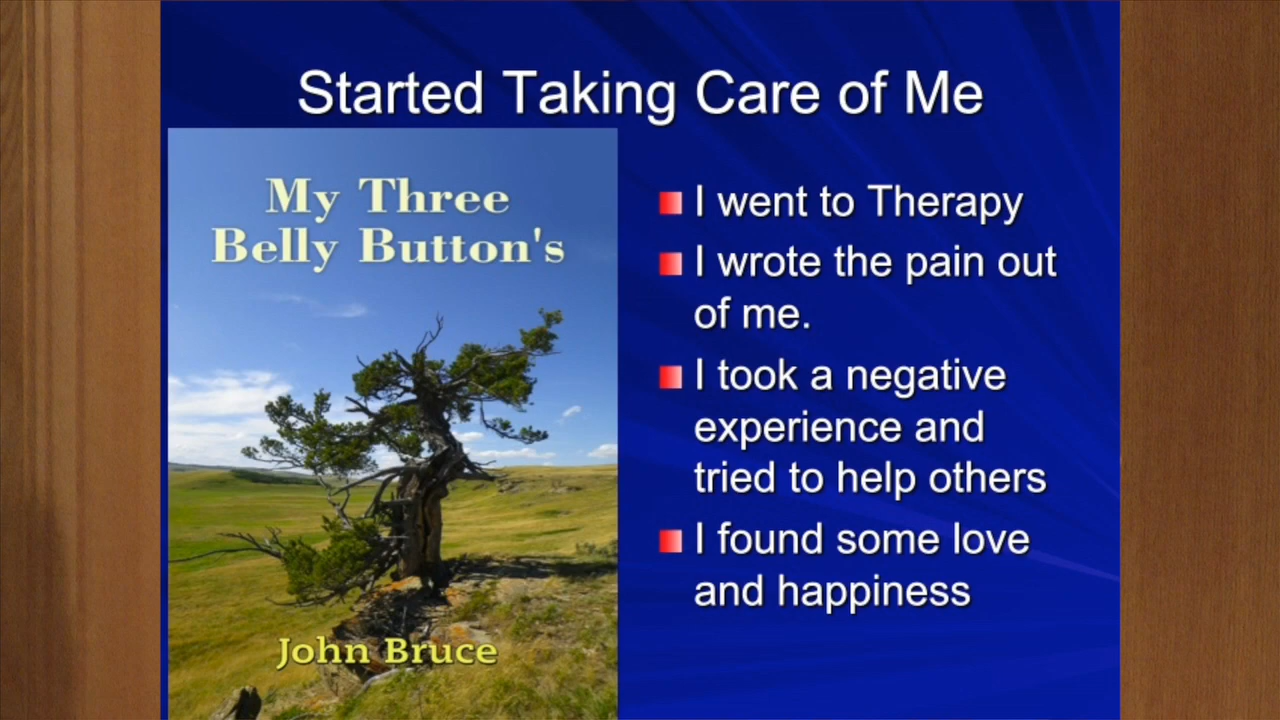 Started Taking Care of Me
My Three
Belly Button's
John Bruce
I went to Therapy
I wrote the pain out
of me.
I took a negative
experience and
tried to help others
I found some love
and happiness